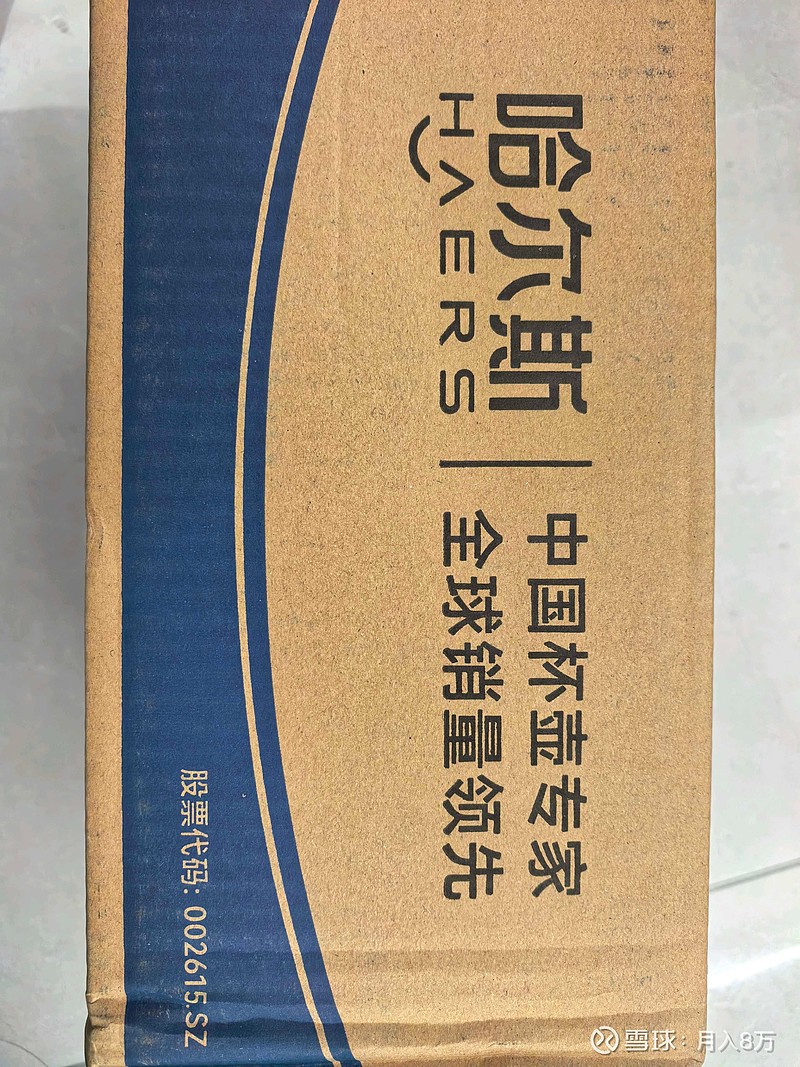 哈尔斯
HAERS
中国杯壶专家
全球销量领先
股票代码：002615.SZ
雪球：月入8万